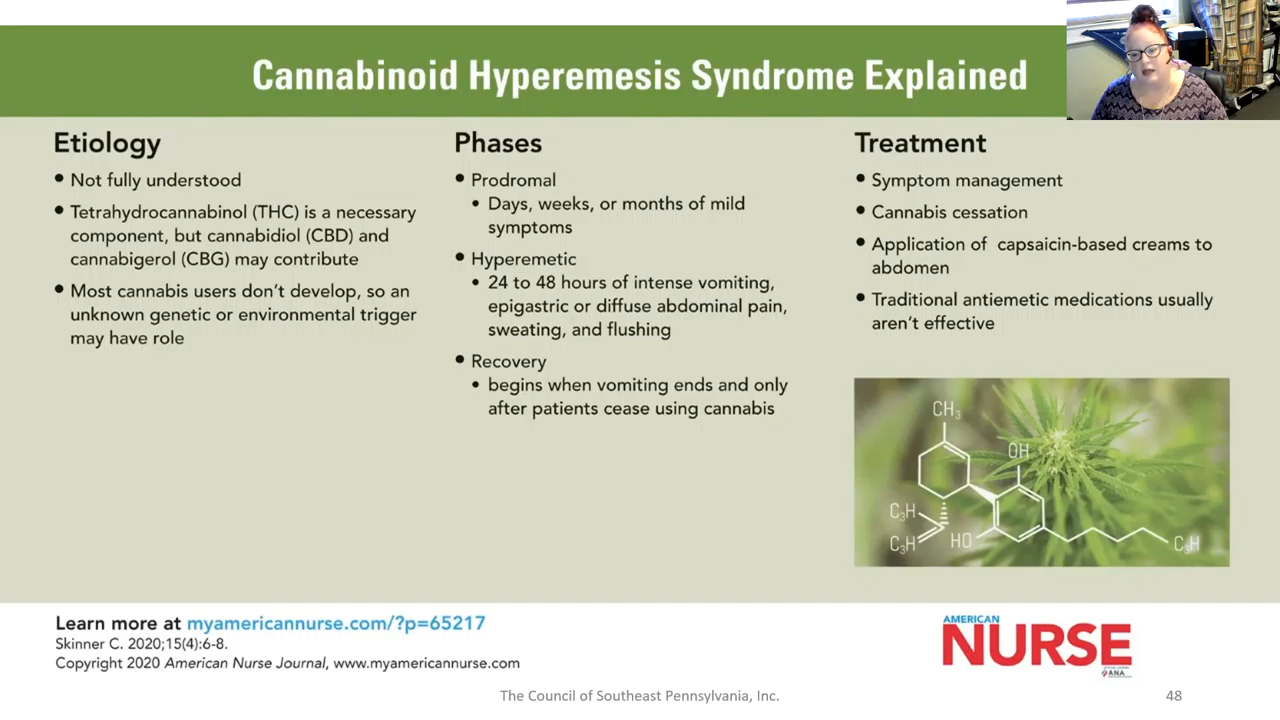 Cannabinoid Hyperemesis Syndrome Explained
Etiology
• Not fully understood
• Tetrahydrocannabinol (THC) is a necessary
component, but cannabidiol (CBD) and
cannabigerol (CBG) may contribute
• Most cannabis users don't develop, so an
unknown genetic or environmental trigger
may have role
Phases
• Prodromal
• Days, weeks, or months of mild
symptoms
• Hyperemetic
• 24 to 48 hours of intense vomiting,
epigastric or diffuse abdominal pain,
sweating, and flushing
• Recovery
• begins when vomiting ends and only
after patients cease using cannabis
Treatment
• Symptom management
• Cannabis cessation
• Application of capsaicin-based creams to
abdomen
• Traditional antiemetic medications usually
aren't effective
CH₃
OH
C₃H
C₃H
HO
C₃H
Learn more at myamericannurse.com/?p=65217
Skinner C. 2020;15(4):6-8.
Copyright 2020 American Nurse Journal, www.myamericannurse.com
AMERICAN
NURSE
ANA
The Council of Southeast Pennsylvania, Inc.
48